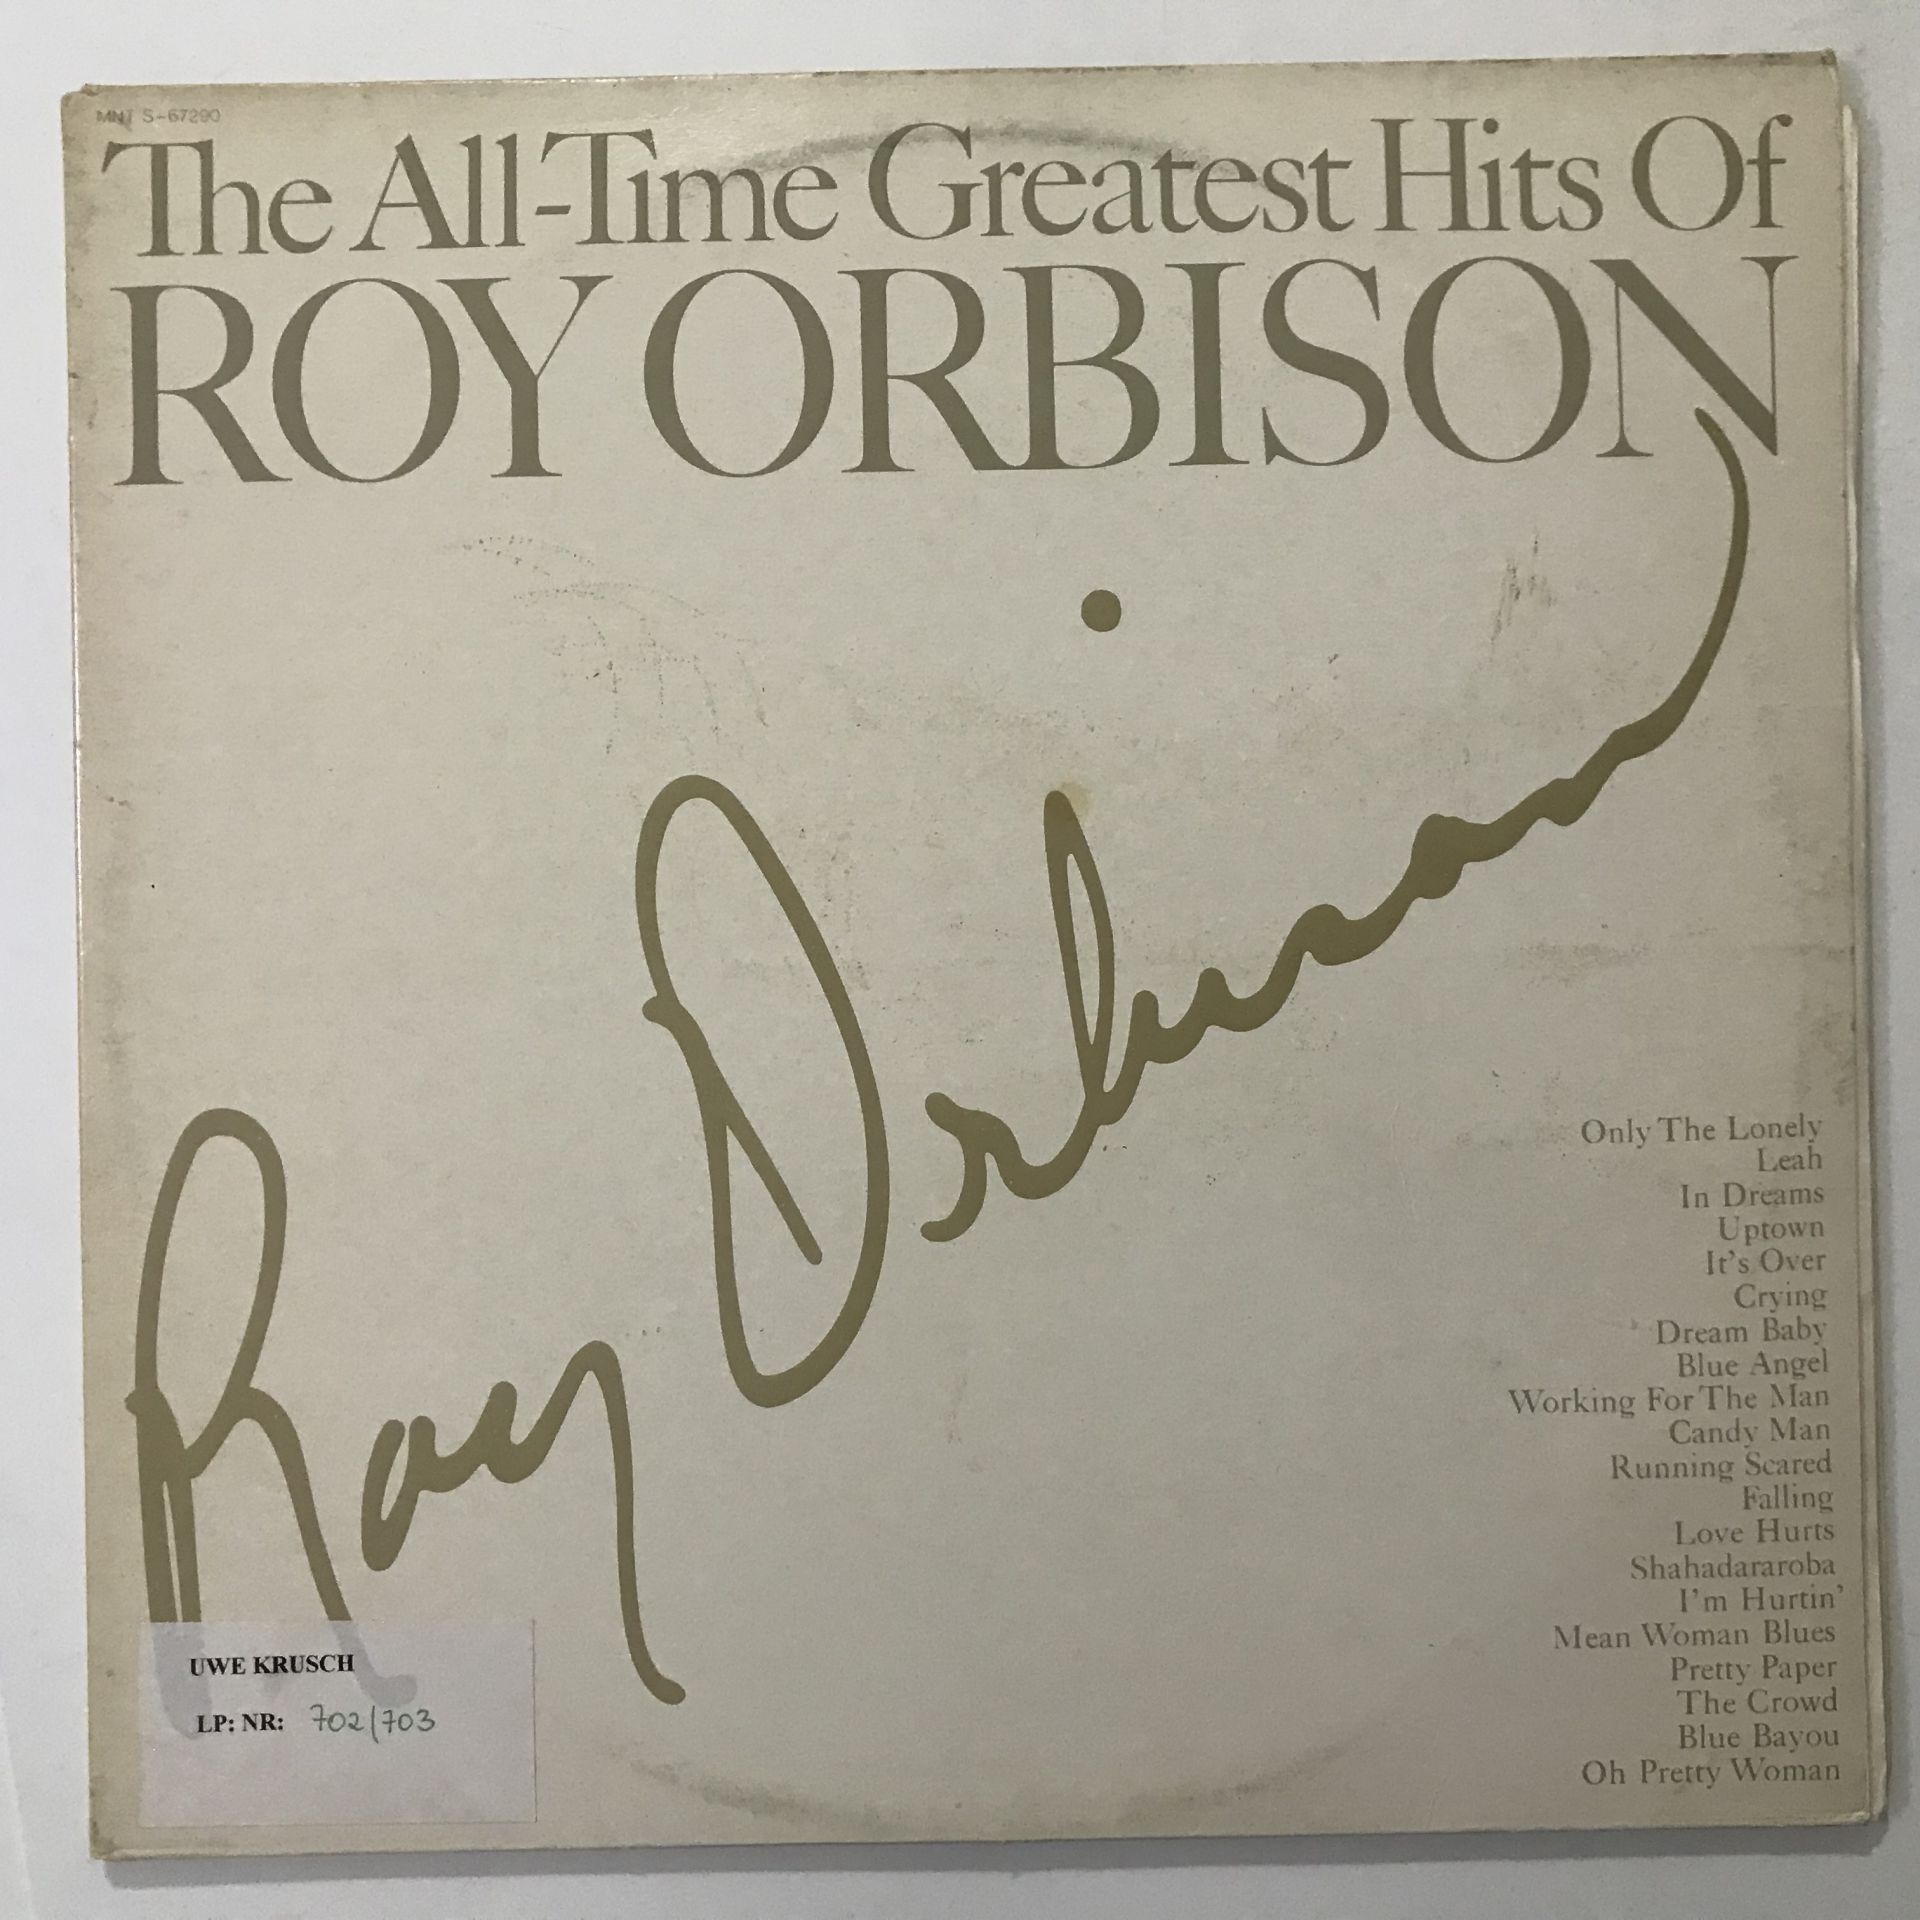 MNT S-67290
The All-Time Greatest Hits Of
ROY ORBISON
Roy Orbison
Only The Lonely
Leah
In Dreams
Uptown
It's Over
Crying
Dream Baby
Blue Angel
Working For The Man
Candy Man
Running Scared
Falling
Love Hurts
Shahadararoba
I'm Hurtin'
Mean Woman Blues
Pretty Paper
The Crowd
Blue Bayou
Oh Pretty Woman
UWE KRUSCH
LP: NR: 702/703